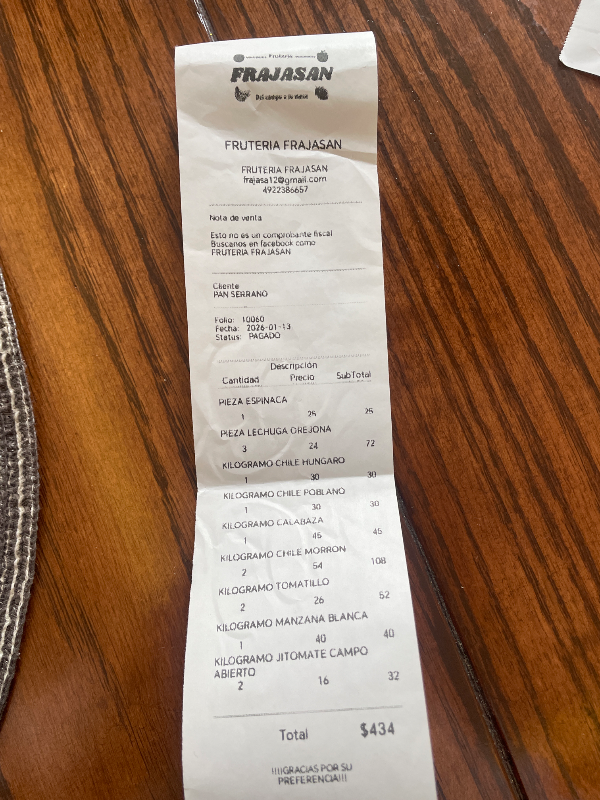 Fruteria
FRAJASAN
Del campo a tu mesa
FRUTERIA FRAJASAN
FRUTERIA FRAJASAN
frajasa12@gmail.com
4922386657
Nota de venta
Esto no es un comprobante fiscal
Buscanos en facebook como
FRUTERIA FRAJASAN
Cliente
PAN SERRANO
Folio: 10060
Fecha: 2026-01-13
Status: PAGADO
Descripción
Cantidad Precio SubTotal
PIEZA ESPINACA
1 25 25
PIEZA LECHUGA OREJONA
3 24 72
KILOGRAMO CHILE HUNGARO
1 30 30
KILOGRAMO CHILE POBLANO
1 30 30
KILOGRAMO CALABAZA
1 45 45
KILOGRAMO CHILE MORRON
2 54 108
KILOGRAMO TOMATILLO
2 26 52
KILOGRAMO MANZANA BLANCA
1 40 40
KILOGRAMO JITOMATE CAMPO
ABIERTO
2 16 32
Total $434
!!!!GRACIAS POR SU
PREFERENCIA!!!